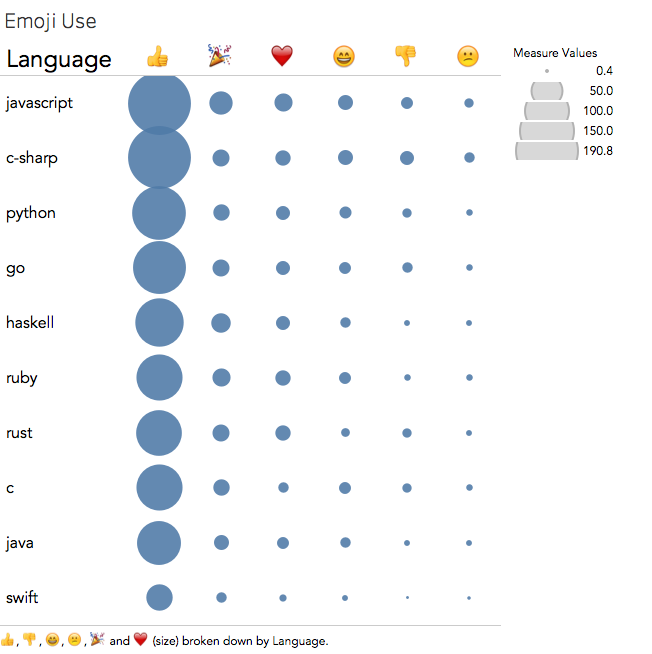 Emoji Use
Language 👍 🎉 ❤️ 😄 👎 😕
Measure Values
0.4
50.0
100.0
150.0
190.8
javascript
c-sharp
python
go
haskell
ruby
rust
c
java
swift
👍, 👎, 😄, 😕, 🎉 and ❤️ (size) broken down by Language.